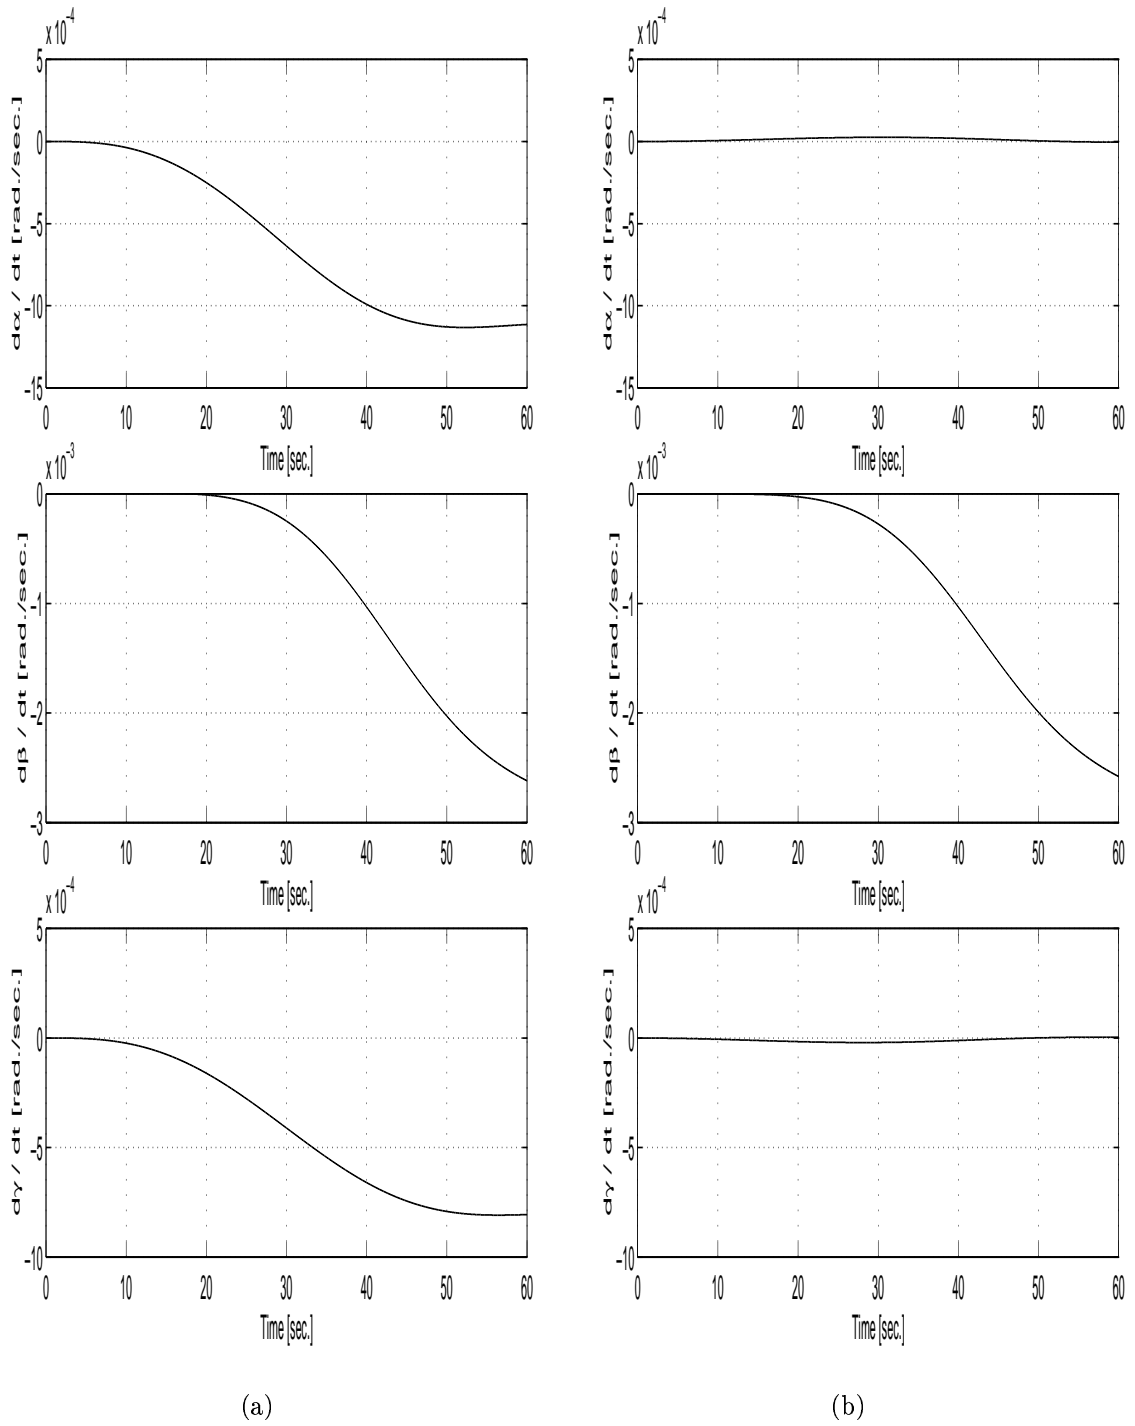 x 10⁻⁴
5
0
−5
−10
−15
dα / dt [rad./sec.]
0 10 20 30 40 50 60
Time [sec.]
x 10⁻⁴
5
0
−5
−10
−15
dα / dt [rad./sec.]
0 10 20 30 40 50 60
Time [sec.]
x 10⁻³
0
−1
−2
−3
dβ / dt [rad./sec.]
0 10 20 30 40 50 60
Time [sec.]
x 10⁻³
0
−1
−2
−3
dβ / dt [rad./sec.]
0 10 20 30 40 50 60
Time [sec.]
x 10⁻⁴
5
0
−5
−10
dγ / dt [rad./sec.]
0 10 20 30 40 50 60
Time [sec.]
x 10⁻⁴
5
0
−5
−10
dγ / dt [rad./sec.]
0 10 20 30 40 50 60
Time [sec.]
(a)
(b)